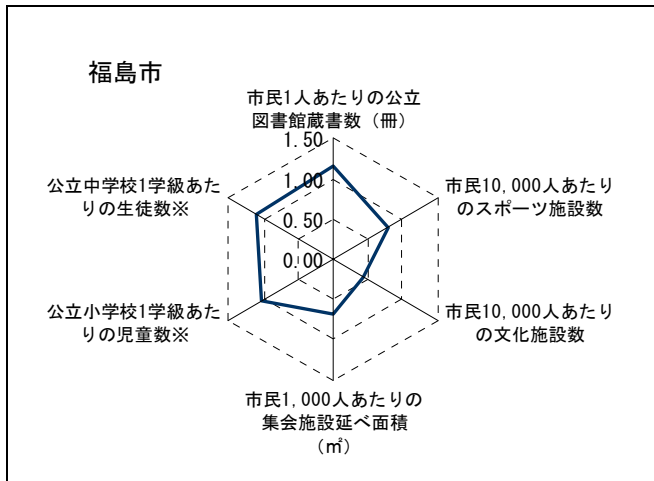 福島市
市民1人あたりの公立
図書館蔵書数（冊）
1.50
1.00
0.50
0.00
市民10,000人あたり
のスポーツ施設数
市民10,000人あたり
の文化施設数
市民1,000人あたりの
集会施設延べ面積
（㎡）
公立小学校1学級あた
りの児童数※
公立中学校1学級あた
りの生徒数※